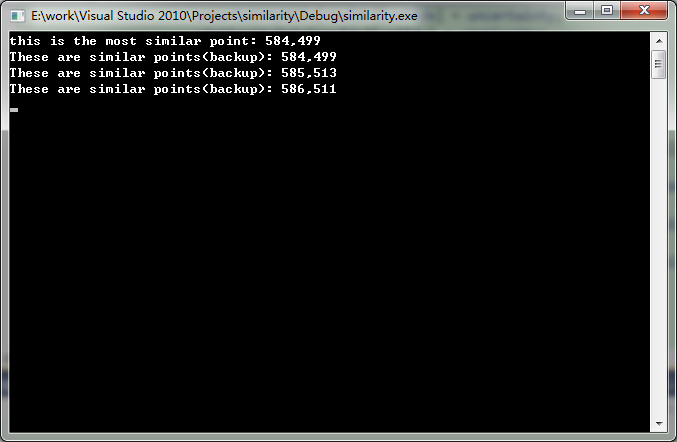 E:\work\Visual Studio 2010\Projects\similarity\Debug\similarity.exe
this is the most similar point: 584,499
These are similar points(backup): 584,499
These are similar points(backup): 585,513
These are similar points(backup): 586,511